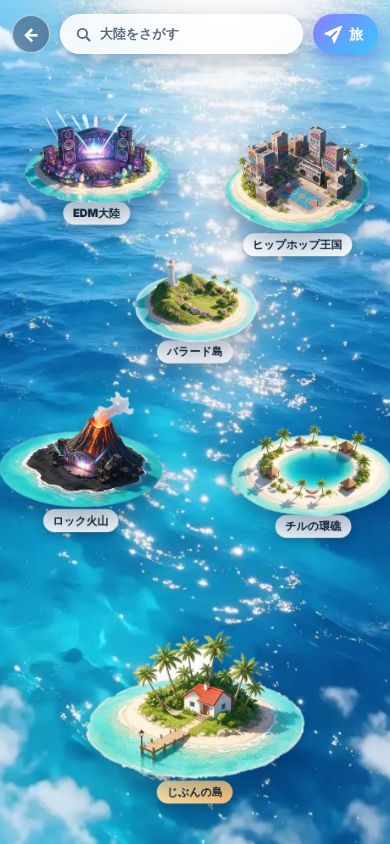 大陸をさがす
旅
EDM大陸
ヒップホップ王国
バラード島
ロック火山
チルの環礁
じぶんの島